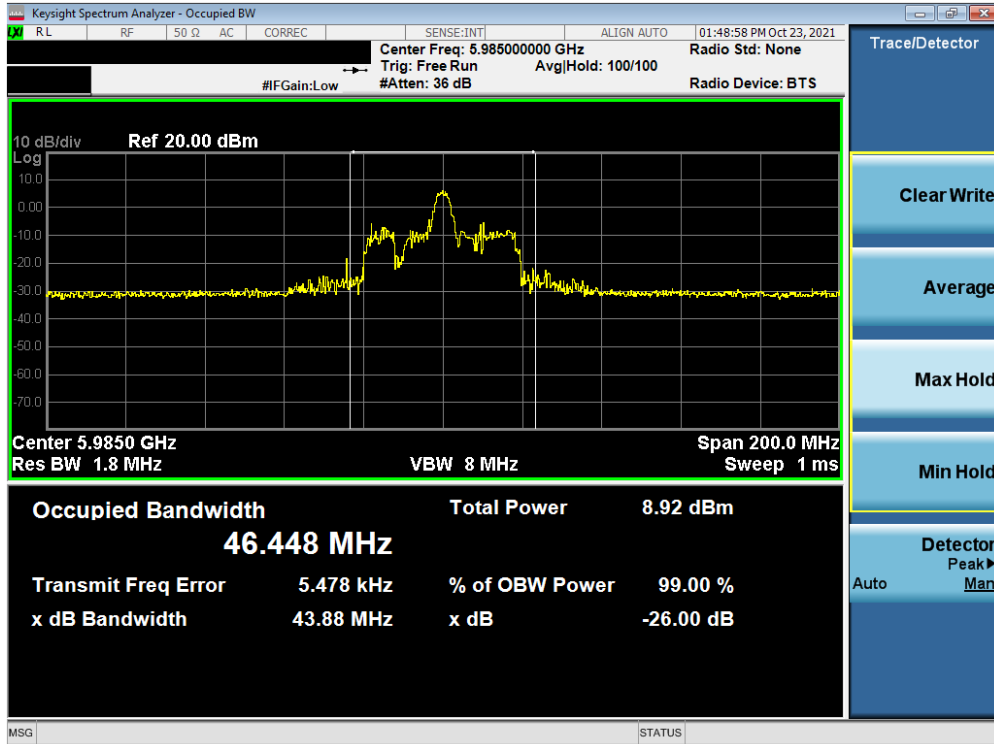 Keysight Spectrum Analyzer - Occupied BW
LXI RL RF 50 Ω AC CORREC SENSE:INT ALIGN AUTO 01:48:58 PM Oct 23, 2021
Center Freq: 5.985000000 GHz Radio Std: None
Trig: Free Run Avg|Hold: 100/100
#IFGain:Low #Atten: 36 dB Radio Device: BTS
10 dB/div Ref 20.00 dBm
Log
10.0
0.00
-10.0
-20.0
-30.0
-40.0
-50.0
-60.0
-70.0
Center 5.9850 GHz Span 200.0 MHz
Res BW 1.8 MHz VBW 8 MHz Sweep 1 ms
Occupied Bandwidth Total Power 8.92 dBm
46.448 MHz
Transmit Freq Error 5.478 kHz % of OBW Power 99.00 %
x dB Bandwidth 43.88 MHz x dB -26.00 dB
MSG STATUS
Trace/Detector
Clear Write
Average
Max Hold
Min Hold
Detector
Peak▶
Auto Man